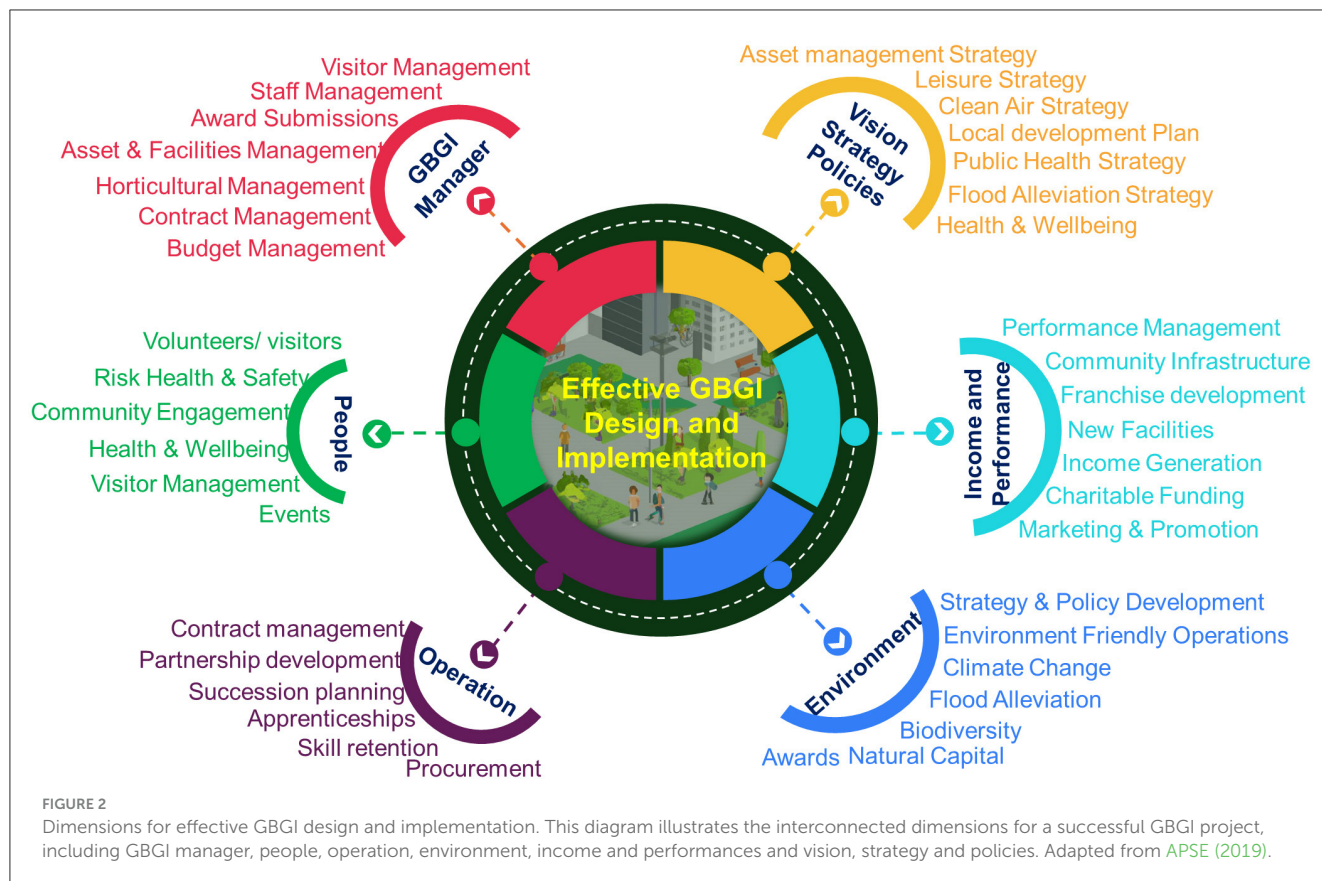 Visitor Management
Staff Management
Award Submissions
Asset & Facilities Management
Horticultural Management
Contract Management
Budget Management
GBGI
Manager
Asset management Strategy
Leisure Strategy
Clean Air Strategy
Local development Plan
Public Health Strategy
Flood Alleviation Strategy
Health & Wellbeing
Vision
Strategy
Policies
Volunteers/ visitors
Risk Health & Safety
Community Engagement
Health & Wellbeing
Visitor Management
Events
People
Effective GBGI
Design and
Implementation
Income and
Performance
Performance Management
Community Infrastructure
Franchise development
New Facilities
Income Generation
Charitable Funding
Marketing & Promotion
Contract management
Partnership development
Succession planning
Apprenticeships
Skill retention
Procurement
Operation
Environment
Strategy & Policy Development
Environment Friendly Operations
Climate Change
Flood Alleviation
Biodiversity
Awards Natural Capital
FIGURE 2
Dimensions for effective GBGI design and implementation. This diagram illustrates the interconnected dimensions for a successful GBGI project,
including GBGI manager, people, operation, environment, income and performances and vision, strategy and policies. Adapted from APSE (2019).